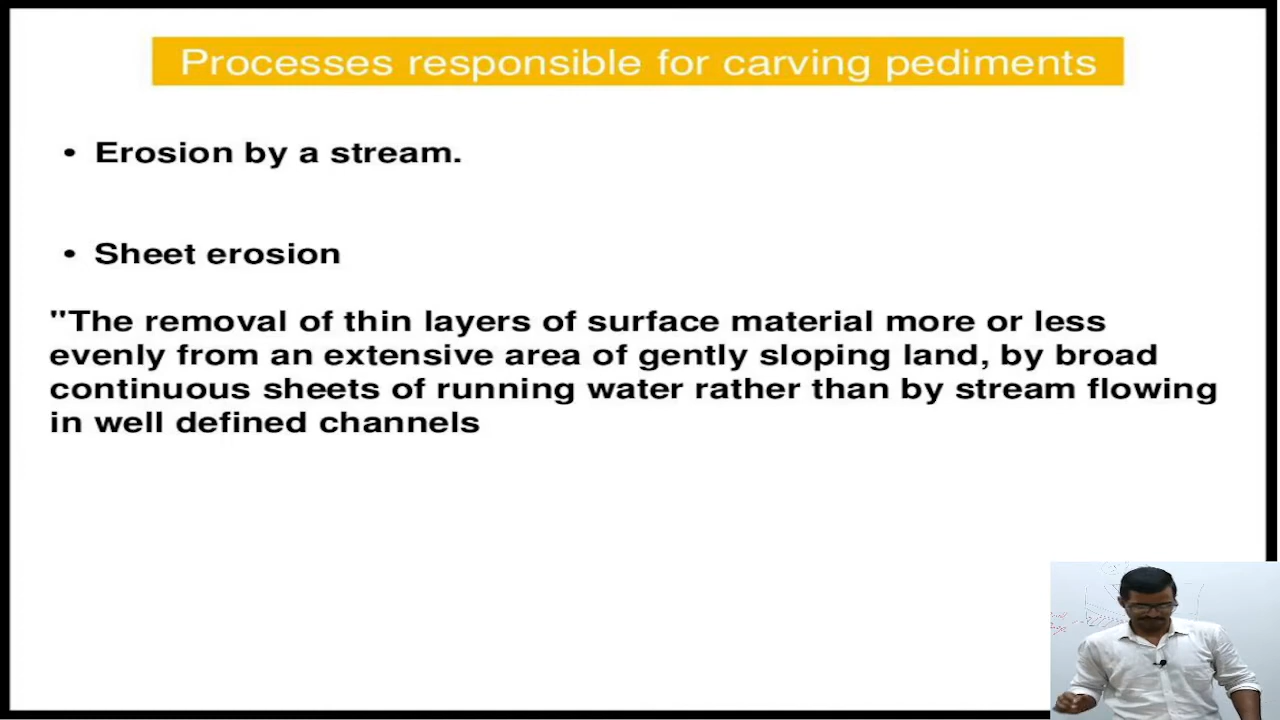 Processes responsible for carving pediments
• Erosion by a stream.
• Sheet erosion
"The removal of thin layers of surface material more or less
evenly from an extensive area of gently sloping land, by broad
continuous sheets of running water rather than by stream flowing
in well defined channels